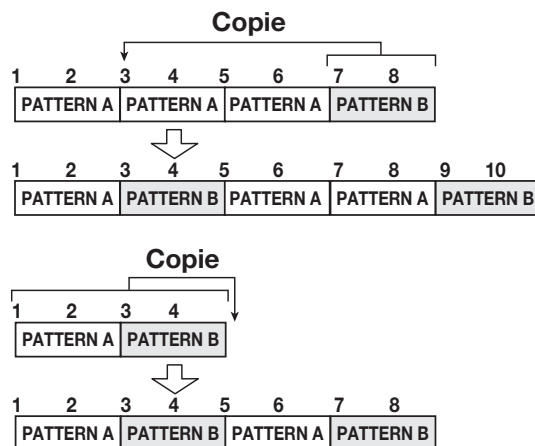 Copie
1 2 3 4 5 6 7 8
PATTERN A PATTERN A PATTERN A PATTERN B
1 2 3 4 5 6 7 8 9 10
PATTERN A PATTERN B PATTERN A PATTERN A PATTERN B
Copie
1 2 3 4
PATTERN A PATTERN B
1 2 3 4 5 6 7 8
PATTERN A PATTERN B PATTERN A PATTERN B